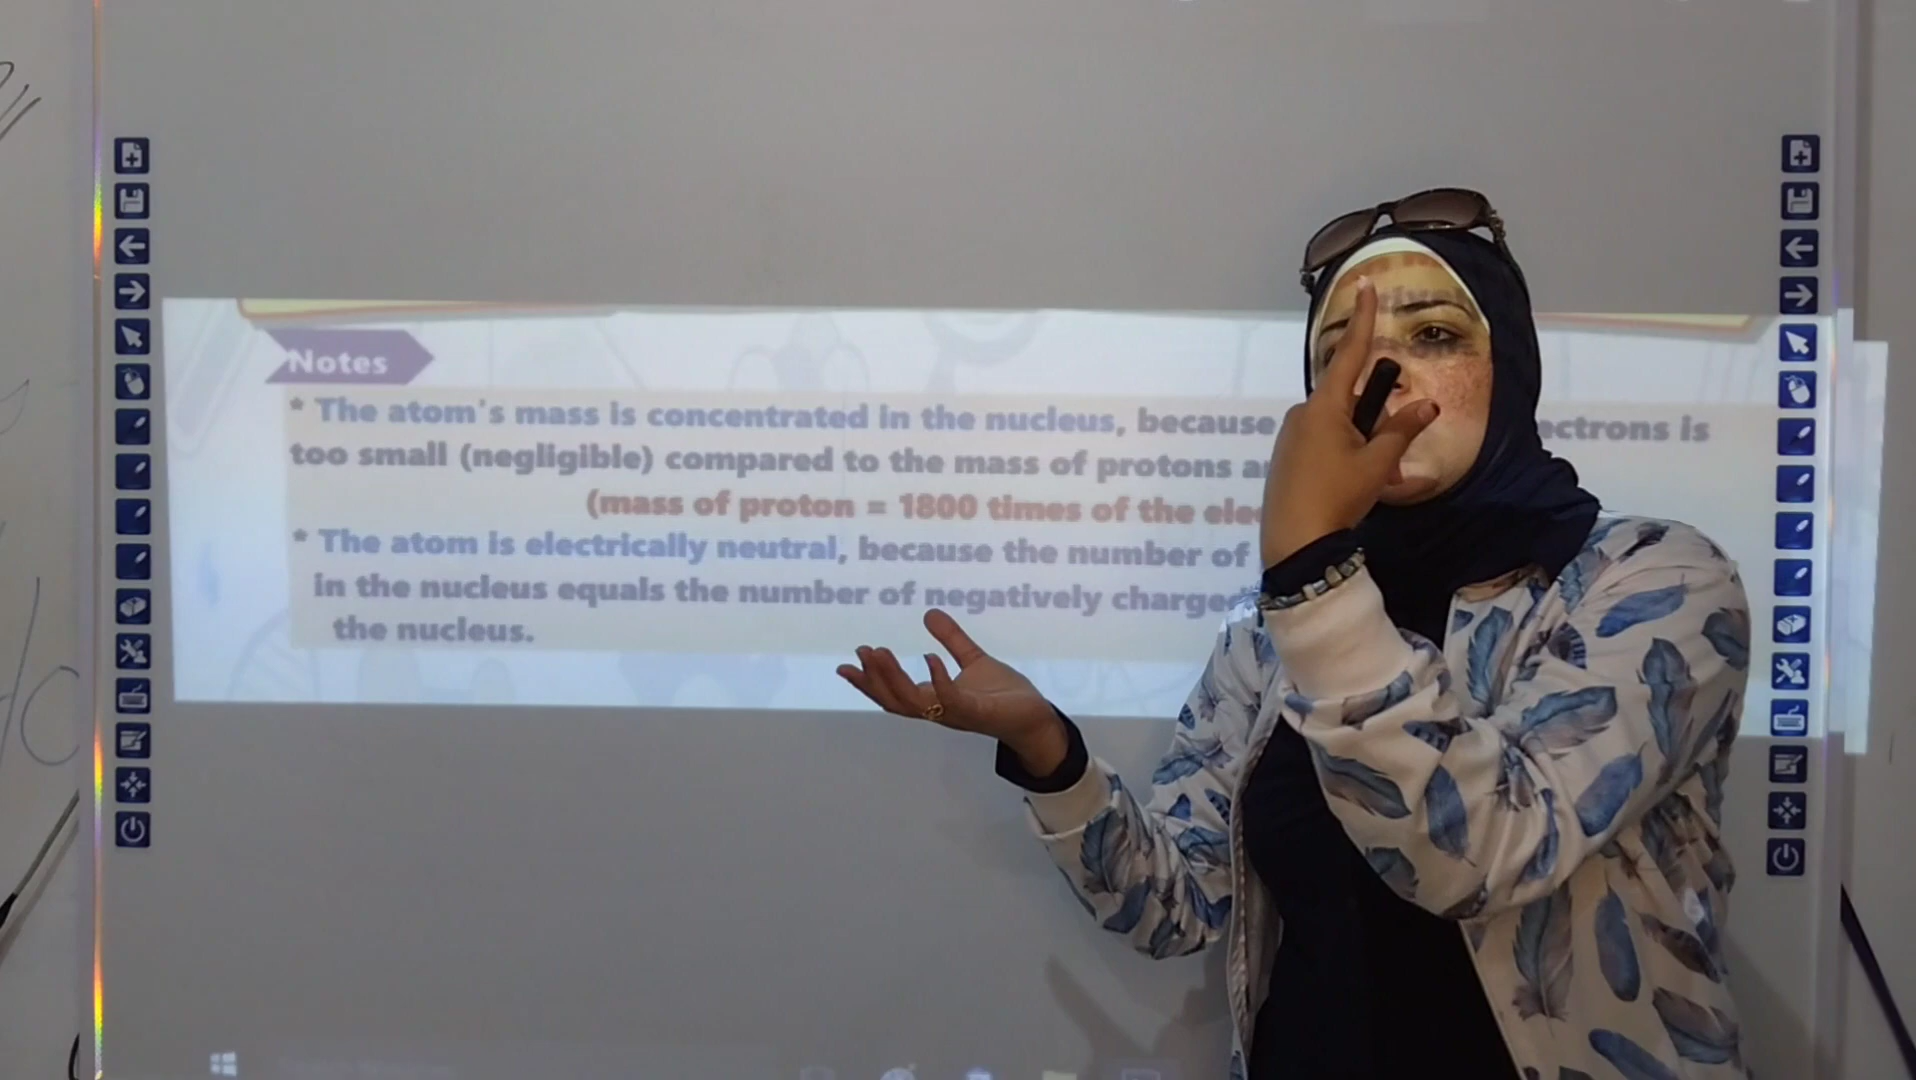 Notes
* The atom's mass is concentrated in the nucleus, because ectrons is
too small (negligible) compared to the mass of protons a
(mass of proton = 1800 times of the ele
* The atom is electrically neutral, because the number of
in the nucleus equals the number of negatively charge
the nucleus.